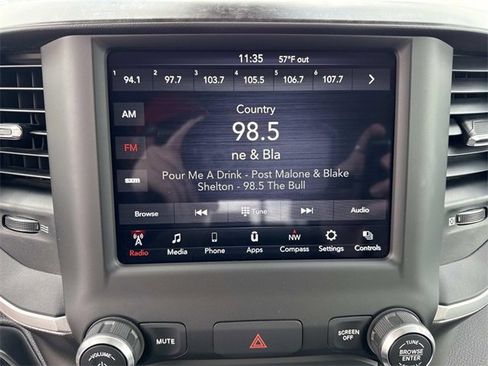 11:35 57°F out
1 94.1 2 97.7 3 103.7 4 105.5 5 106.7 6 107.7
Country
AM
98.5
FM
ne & Bla
Pour Me A Drink - Post Malone & Blake
Shelton - 98.5 The Bull
Browse Tune Audio
NW
Radio Media Phone Apps Compass Settings Controls
VOLUME
MUTE
SCREEN
OFF
TUNE
BROWSE
ENTER